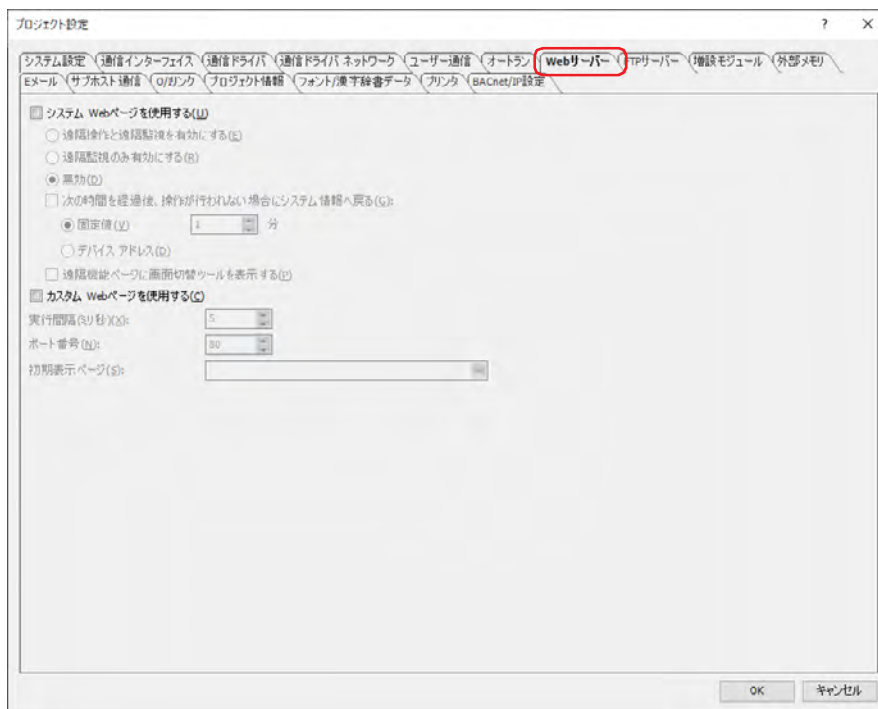 プロジェクト設定
システム設定 通信インターフェイス 通信ドライバ 通信ドライバ ネットワーク ユーザー通信 オートラン Webサーバー FTPサーバー 増設モジュール 外部メモリ
Eメール サブホスト通信 O/Iリンク プロジェクト情報 フォント/漢字辞書データ プリンタ BACnet/IP設定
システム Webページを使用する(U)
遠隔操作と遠隔監視を有効にする(E)
遠隔監視のみ有効にする(R)
無効(D)
次の時間を経過後、操作が行われない場合にシステム情報へ戻る(G):
固定値(V) 1 分
デバイス アドレス(D)
遠隔機能ページに画面切替ツールを表示する(P)
カスタム Webページを使用する(C)
実行間隔(ミリ秒)(X): 5
ポート番号(N): 80
初期表示ページ(S):
OK キャンセル